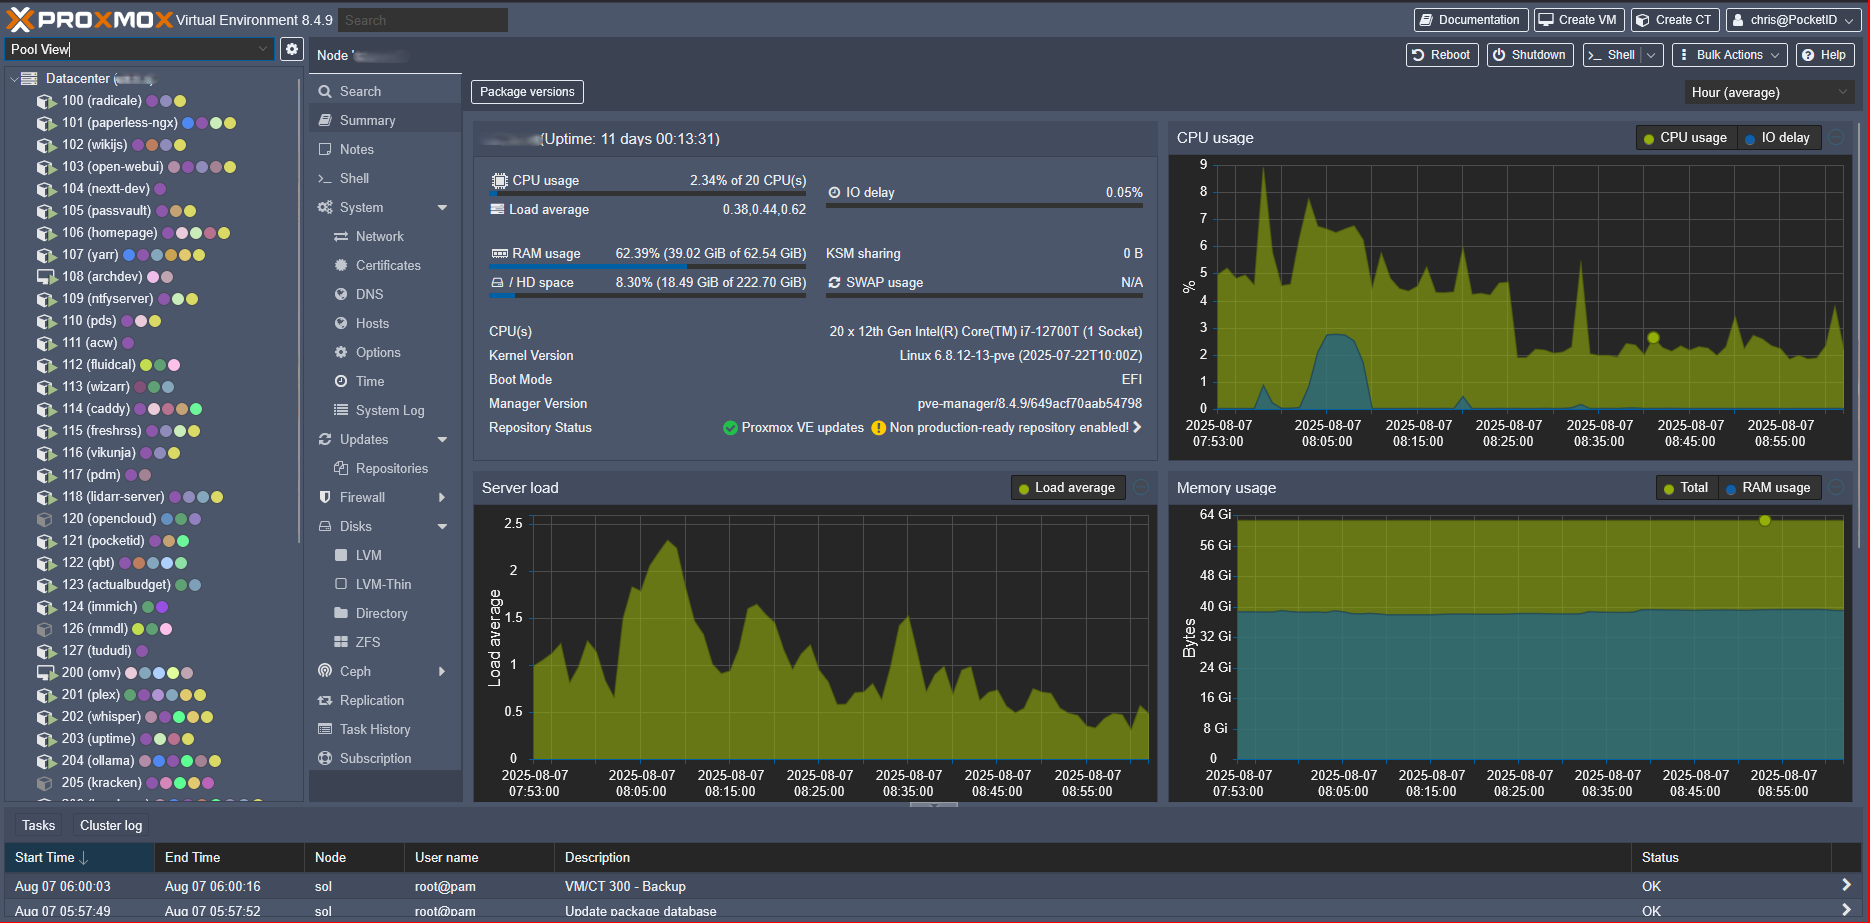 PROXMOX Virtual Environment 8.4.9 Search Documentation Create VM Create CT chris@PocketID
Pool View
Node ' Reboot Shutdown Shell Bulk Actions Help
Datacenter (
100 (radicale)
101 (paperless-ngx)
102 (wikijs)
103 (open-webui)
104 (nextt-dev)
105 (passvault)
106 (homepage)
107 (yarr)
108 (archdev)
109 (ntfyserver)
110 (pds)
111 (acw)
112 (fluidcal)
113 (wizarr)
114 (caddy)
115 (freshrss)
116 (vikunja)
117 (pdm)
118 (lidarr-server)
120 (opencloud)
121 (pocketid)
122 (qbt)
123 (actualbudget)
124 (immich)
126 (mmdl)
127 (tududi)
200 (omv)
201 (plex)
202 (whisper)
203 (uptime)
204 (ollama)
205 (kracken)
Search
Summary
Notes
Shell
System
Network
Certificates
DNS
Hosts
Options
Time
System Log
Updates
Repositories
Firewall
Disks
LVM
LVM-Thin
Directory
ZFS
Ceph
Replication
Task History
Subscription
Package versions
Hour (average)
(Uptime: 11 days 00:13:31)
CPU usage 2.34% of 20 CPU(s)
IO delay 0.05%
Load average 0.38,0.44,0.62
RAM usage 62.39% (39.02 GiB of 62.54 GiB)
KSM sharing 0 B
/ HD space 8.30% (18.49 GiB of 222.70 GiB)
SWAP usage N/A
CPU(s) 20 x 12th Gen Intel(R) Core(TM) i7-12700T (1 Socket)
Kernel Version Linux 6.8.12-13-pve (2025-07-22T10:00Z)
Boot Mode EFI
Manager Version pve-manager/8.4.9/649acf70aab54798
Repository Status Proxmox VE updates Non production-ready repository enabled!
CPU usage CPU usage IO delay
9
8
7
6
5
4
3
2
1
0
%
2025-08-07 2025-08-07 2025-08-07 2025-08-07 2025-08-07 2025-08-07 2025-08-07
07:53:00 08:05:00 08:15:00 08:25:00 08:35:00 08:45:00 08:55:00
Server load Load average
2.5
2
1.5
1
0.5
0
Load average
2025-08-07 2025-08-07 2025-08-07 2025-08-07 2025-08-07 2025-08-07 2025-08-07
07:53:00 08:05:00 08:15:00 08:25:00 08:35:00 08:45:00 08:55:00
Memory usage Total RAM usage
64 Gi
56 Gi
48 Gi
40 Gi
32 Gi
24 Gi
16 Gi
8 Gi
0
Bytes
2025-08-07 2025-08-07 2025-08-07 2025-08-07 2025-08-07 2025-08-07 2025-08-07
07:53:00 08:05:00 08:15:00 08:25:00 08:35:00 08:45:00 08:55:00
Tasks Cluster log
Start Time End Time Node User name Description Status
Aug 07 06:00:03 Aug 07 06:00:16 sol root@pam VM/CT 300 - Backup OK
Aug 07 05:57:49 Aug 07 05:57:52 sol root@pam Update package database OK